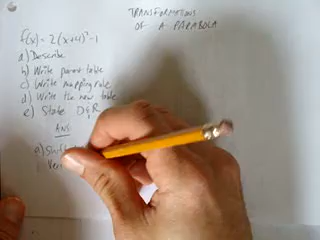 TRANSFORMATIONS
OF A PARABOLA
f(x) = 2(x+4)² - 1
a) Describe
b) Write parent table
c) Write mapping rule
d) Write the new table
e) State D&R
ANS:
a)
Ver